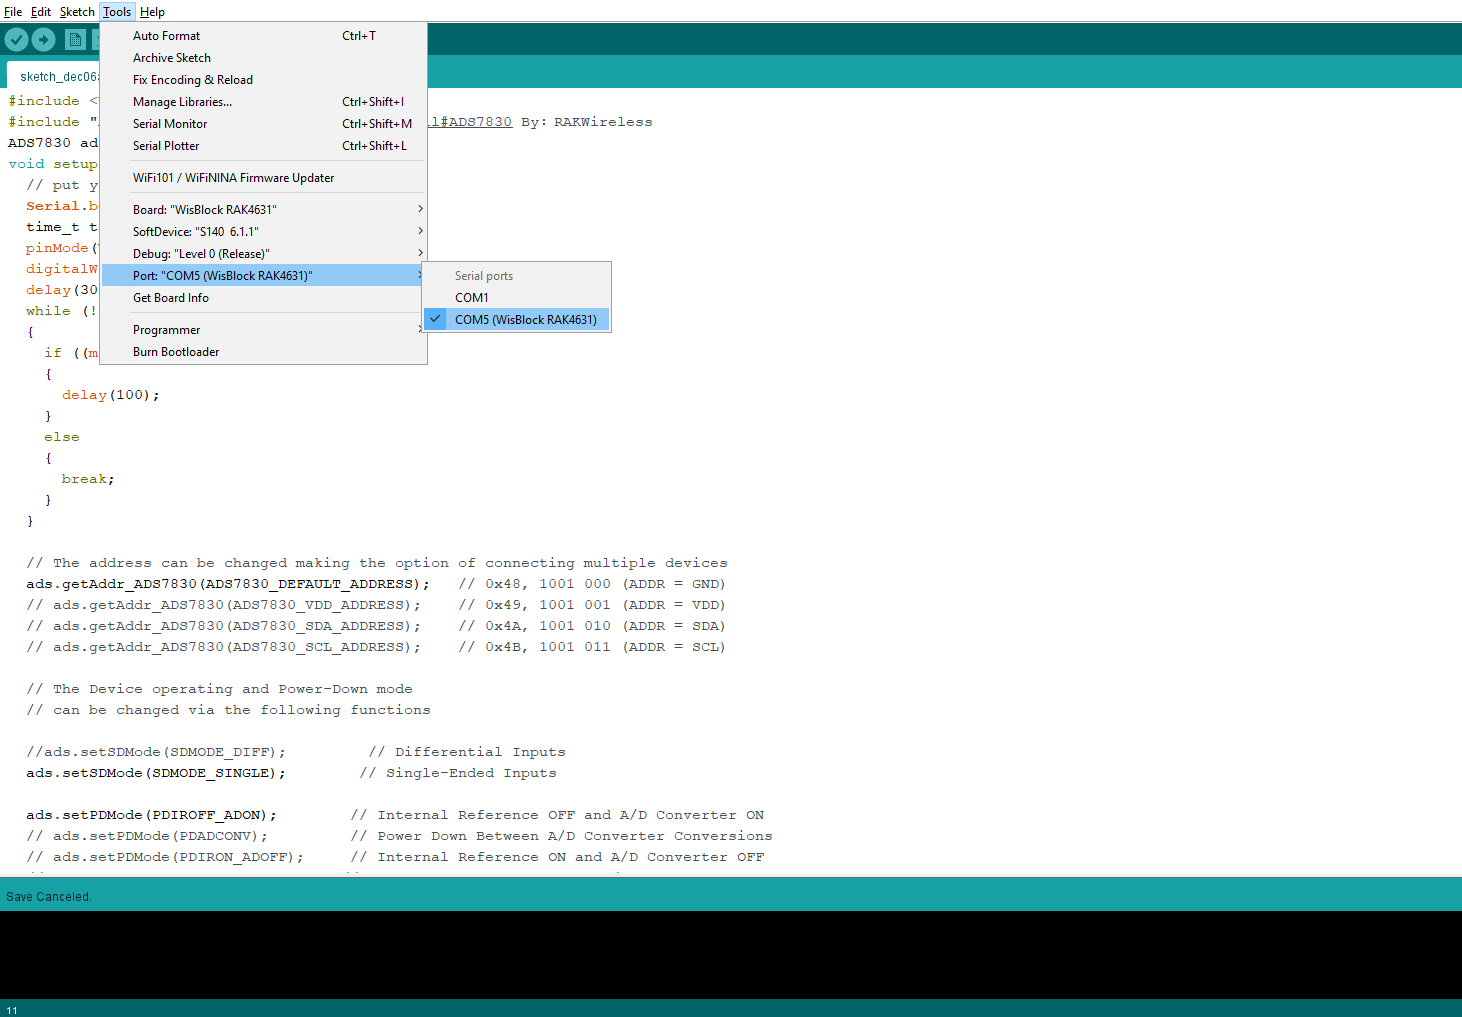 File Edit Sketch Tools Help
sketch_dec06a
Auto Format Ctrl+T
Archive Sketch
Fix Encoding & Reload
Manage Libraries... Ctrl+Shift+I
Serial Monitor Ctrl+Shift+M
Serial Plotter Ctrl+Shift+L
WiFi101 / WiFiNINA Firmware Updater
Board: "WisBlock RAK4631"
SoftDevice: "S140 6.1.1"
Debug: "Level 0 (Release)"
Port: "COM5 (WisBlock RAK4631)"
Get Board Info
Programmer
Burn Bootloader
Serial ports
COM1
COM5 (WisBlock RAK4631)
#include <
#include " l#ADS7830 By: RAKWireless
ADS7830 ad
void setup
// put y
Serial.be
time_t t
pinMode(
digitalW
delay(30
while (!
{
if ((m
{
delay(100);
}
else
{
break;
}
}
// The address can be changed making the option of connecting multiple devices
ads.getAddr_ADS7830(ADS7830_DEFAULT_ADDRESS); // 0x48, 1001 000 (ADDR = GND)
// ads.getAddr_ADS7830(ADS7830_VDD_ADDRESS); // 0x49, 1001 001 (ADDR = VDD)
// ads.getAddr_ADS7830(ADS7830_SDA_ADDRESS); // 0x4A, 1001 010 (ADDR = SDA)
// ads.getAddr_ADS7830(ADS7830_SCL_ADDRESS); // 0x4B, 1001 011 (ADDR = SCL)
// The Device operating and Power-Down mode
// can be changed via the following functions
//ads.setSDMode(SDMODE_DIFF); // Differential Inputs
ads.setSDMode(SDMODE_SINGLE); // Single-Ended Inputs
ads.setPDMode(PDIROFF_ADON); // Internal Reference OFF and A/D Converter ON
// ads.setPDMode(PDADCONV); // Power Down Between A/D Converter Conversions
// ads.setPDMode(PDIRON_ADOFF); // Internal Reference ON and A/D Converter OFF
Save Canceled.
11